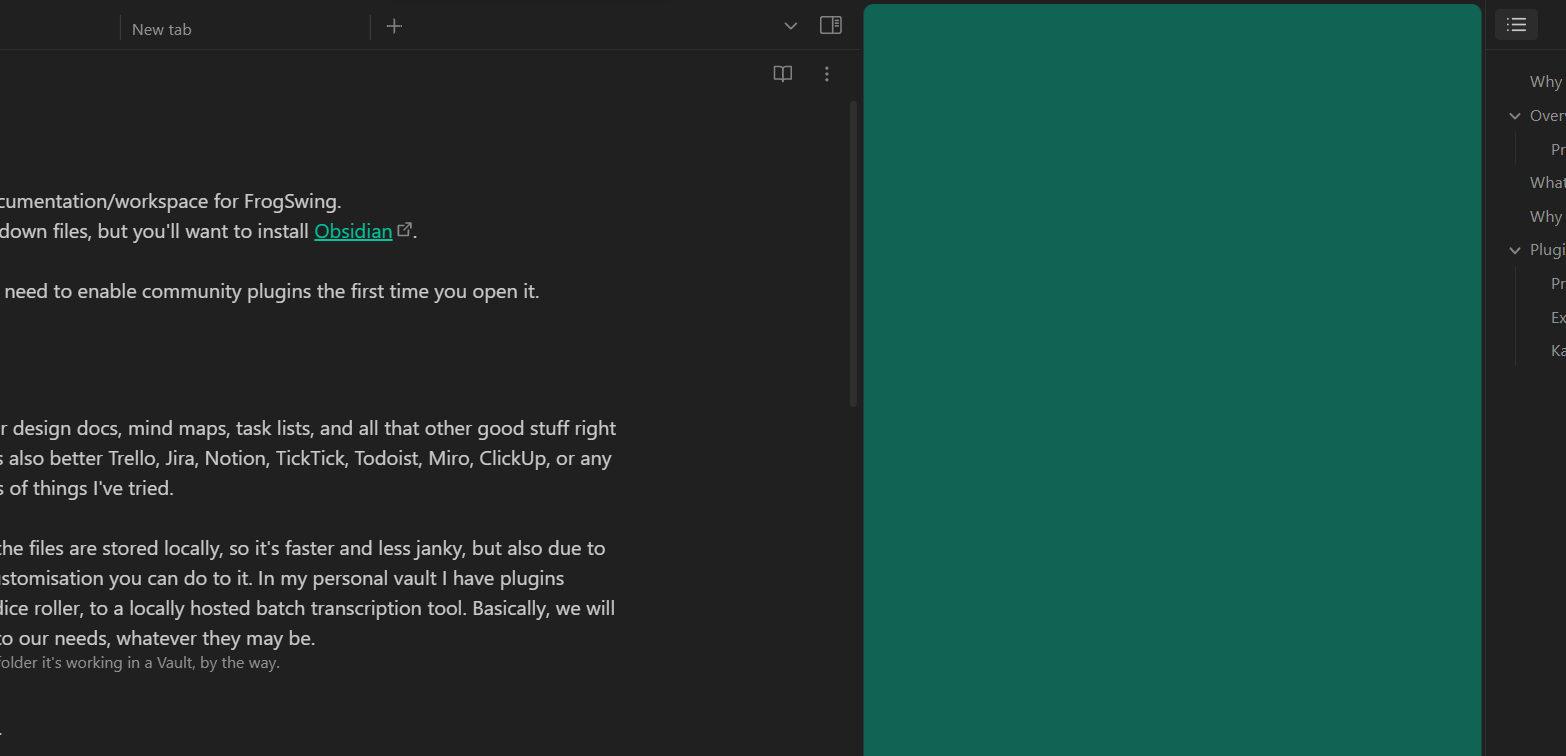 New tab
cumentation/workspace for FrogSwing.
down files, but you'll want to install Obsidian.
need to enable community plugins the first time you open it.
r design docs, mind maps, task lists, and all that other good stuff right
s also better Trello, Jira, Notion, TickTick, Todoist, Miro, ClickUp, or any
s of things I've tried.
the files are stored locally, so it's faster and less janky, but also due to
stomisation you can do to it. In my personal vault I have plugins
dice roller, to a locally hosted batch transcription tool. Basically, we will
to our needs, whatever they may be.
folder it's working in a Vault, by the way.
.
Why
Over
Pr
What
Why
Plugi
Pr
Ex
Ka